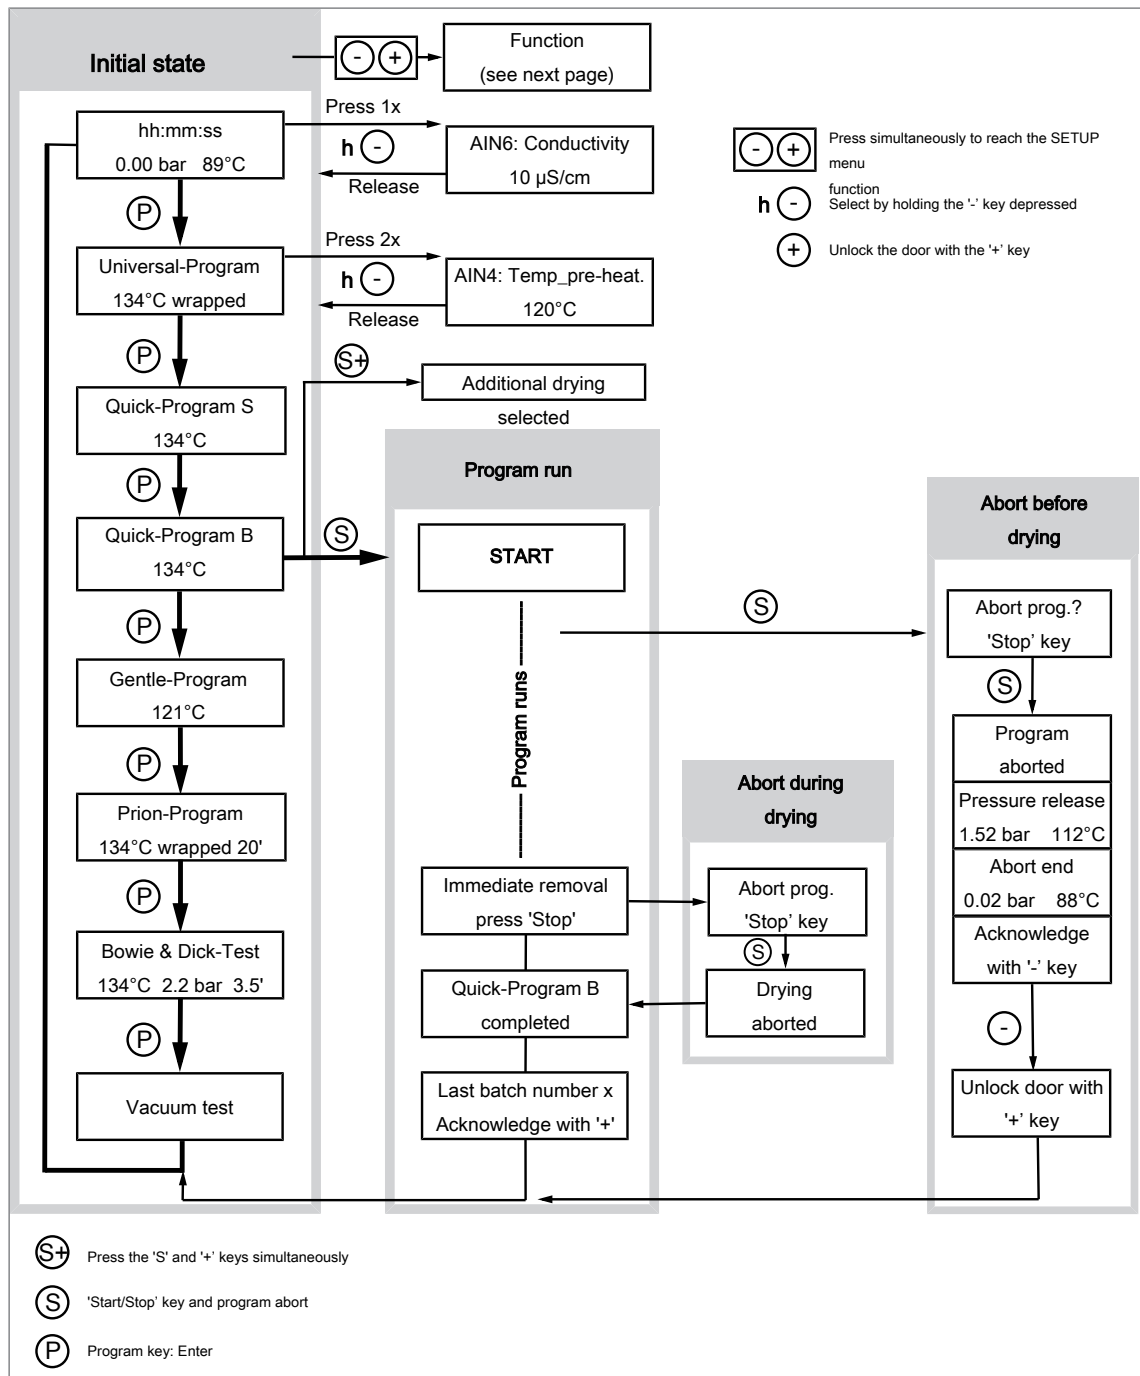 Initial state
-
+
Function
(see next page)
hh:mm:ss
0.00 bar 89°C
Press 1x
h -
Release
AIN6: Conductivity
10 µS/cm
P
Universal-Program
134°C wrapped
Press 2x
h -
Release
AIN4: Temp_pre-heat.
120°C
P
Quick-Program S
134°C
S+
Additional drying
selected
P
Quick-Program B
134°C
S
P
Gentle-Program
121°C
P
Prion-Program
134°C wrapped 20'
P
Bowie & Dick-Test
134°C 2.2 bar 3.5'
P
Vacuum test
- +
Press simultaneously to reach the SETUP
menu
function
h -
Select by holding the '-' key depressed
+
Unlock the door with the '+' key
Program run
START
Program runs
S
Immediate removal
press 'Stop'
Quick-Program B
completed
Last batch number x
Acknowledge with '+'
Abort during
drying
Abort prog.
'Stop' key
S
Drying
aborted
Abort before
drying
Abort prog.?
'Stop' key
S
Program
aborted
Pressure release
1.52 bar 112°C
Abort end
0.02 bar 88°C
Acknowledge
with '-' key
-
Unlock door with
'+' key
S+ Press the 'S' and '+' keys simultaneously
S 'Start/Stop' key and program abort
P Program key: Enter